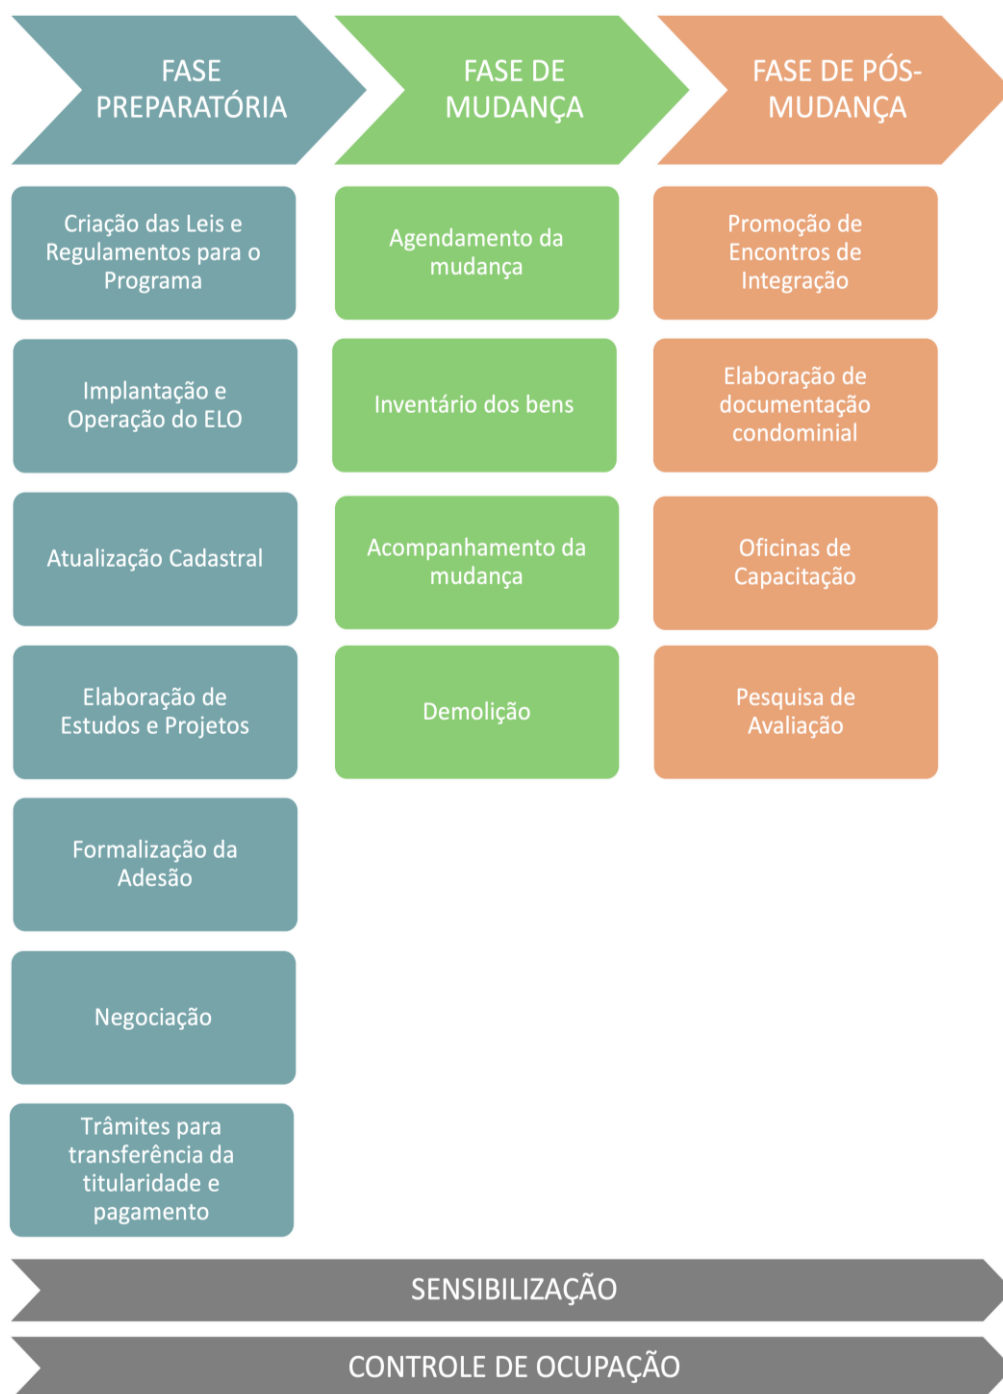 FASE
PREPARATÓRIA
FASE DE
MUDANÇA
FASE DE PÓS-
MUDANÇA
Criação das Leis e
Regulamentos para o
Programa
Implantação e
Operação do ELO
Atualização Cadastral
Elaboração de
Estudos e Projetos
Formalização da
Adesão
Negociação
Trâmites para
transferência da
titularidade e
pagamento
Agendamento da
mudança
Inventário dos bens
Acompanhamento da
mudança
Demolição
Promoção de
Encontros de
Integração
Elaboração de
documentação
condominial
Oficinas de
Capacitação
Pesquisa de
Avaliação
SENSIBILIZAÇÃO
CONTROLE DE OCUPAÇÃO